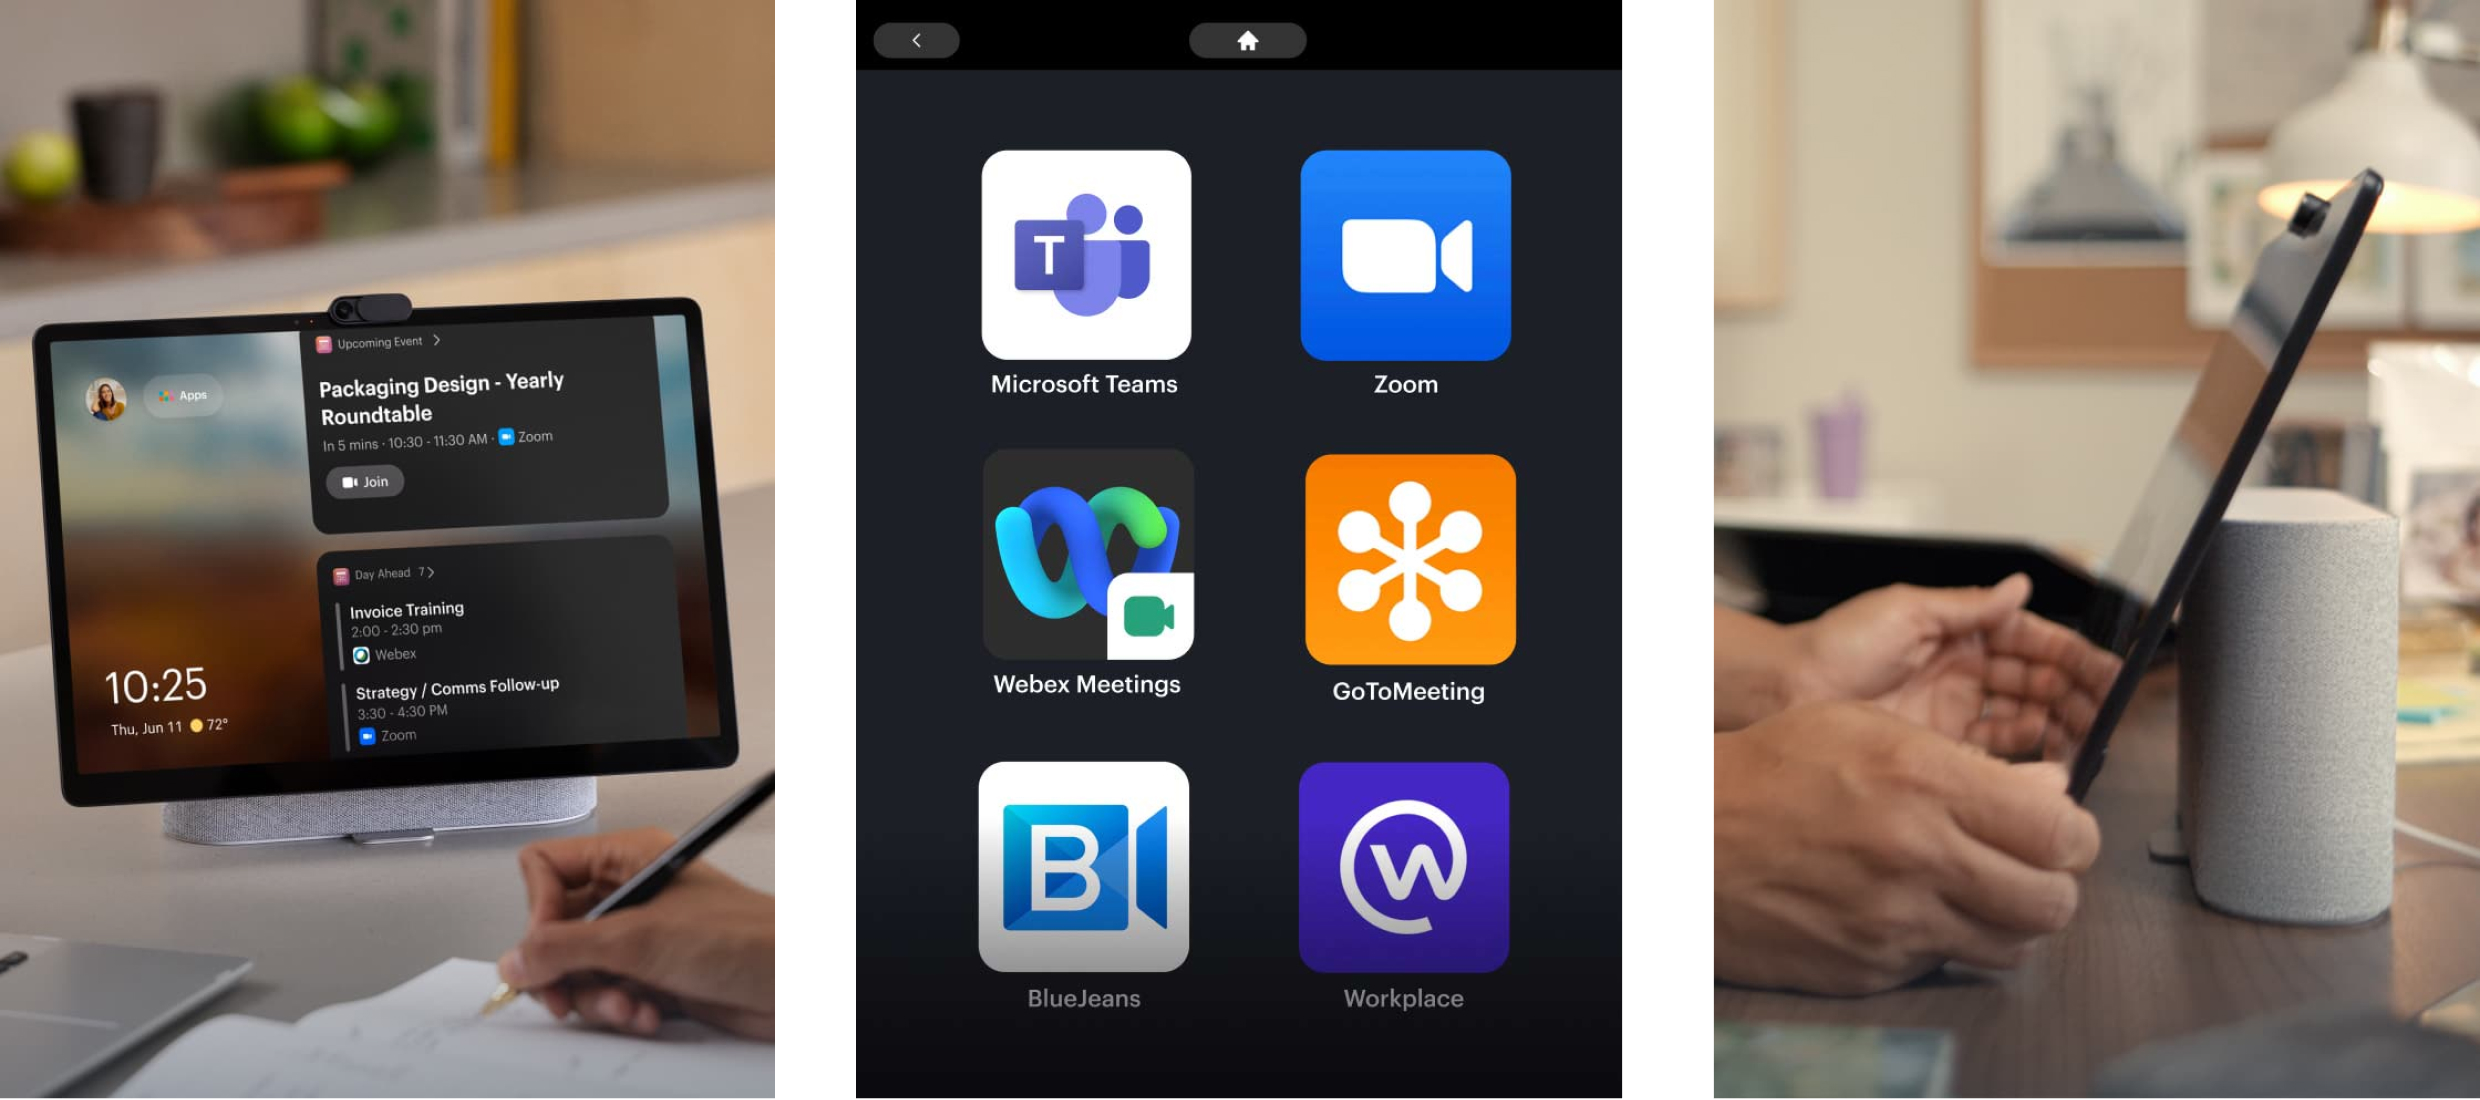 Upcoming Event
Packaging Design - Yearly
Roundtable
In 5 mins · 10:30 - 11:30 AM · Zoom
Join
Apps
Day Ahead 7
Invoice Training
2:00 - 2:30 pm
Webex
Strategy / Comms Follow-up
3:30 - 4:30 PM
Zoom
10:25
Thu, Jun 11 72°
T
Microsoft Teams
Zoom
Webex Meetings
GoToMeeting
B
W
BlueJeans
Workplace